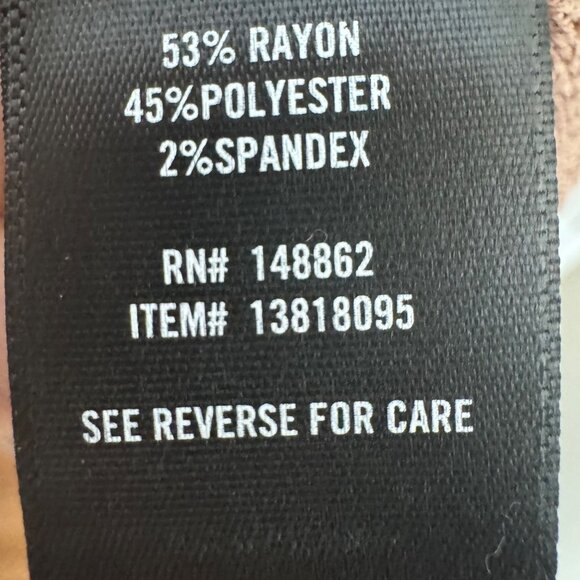 53% RAYON
45%POLYESTER
2%SPANDEX
RN# 148862
ITEM# 13818095
SEE REVERSE FOR CARE